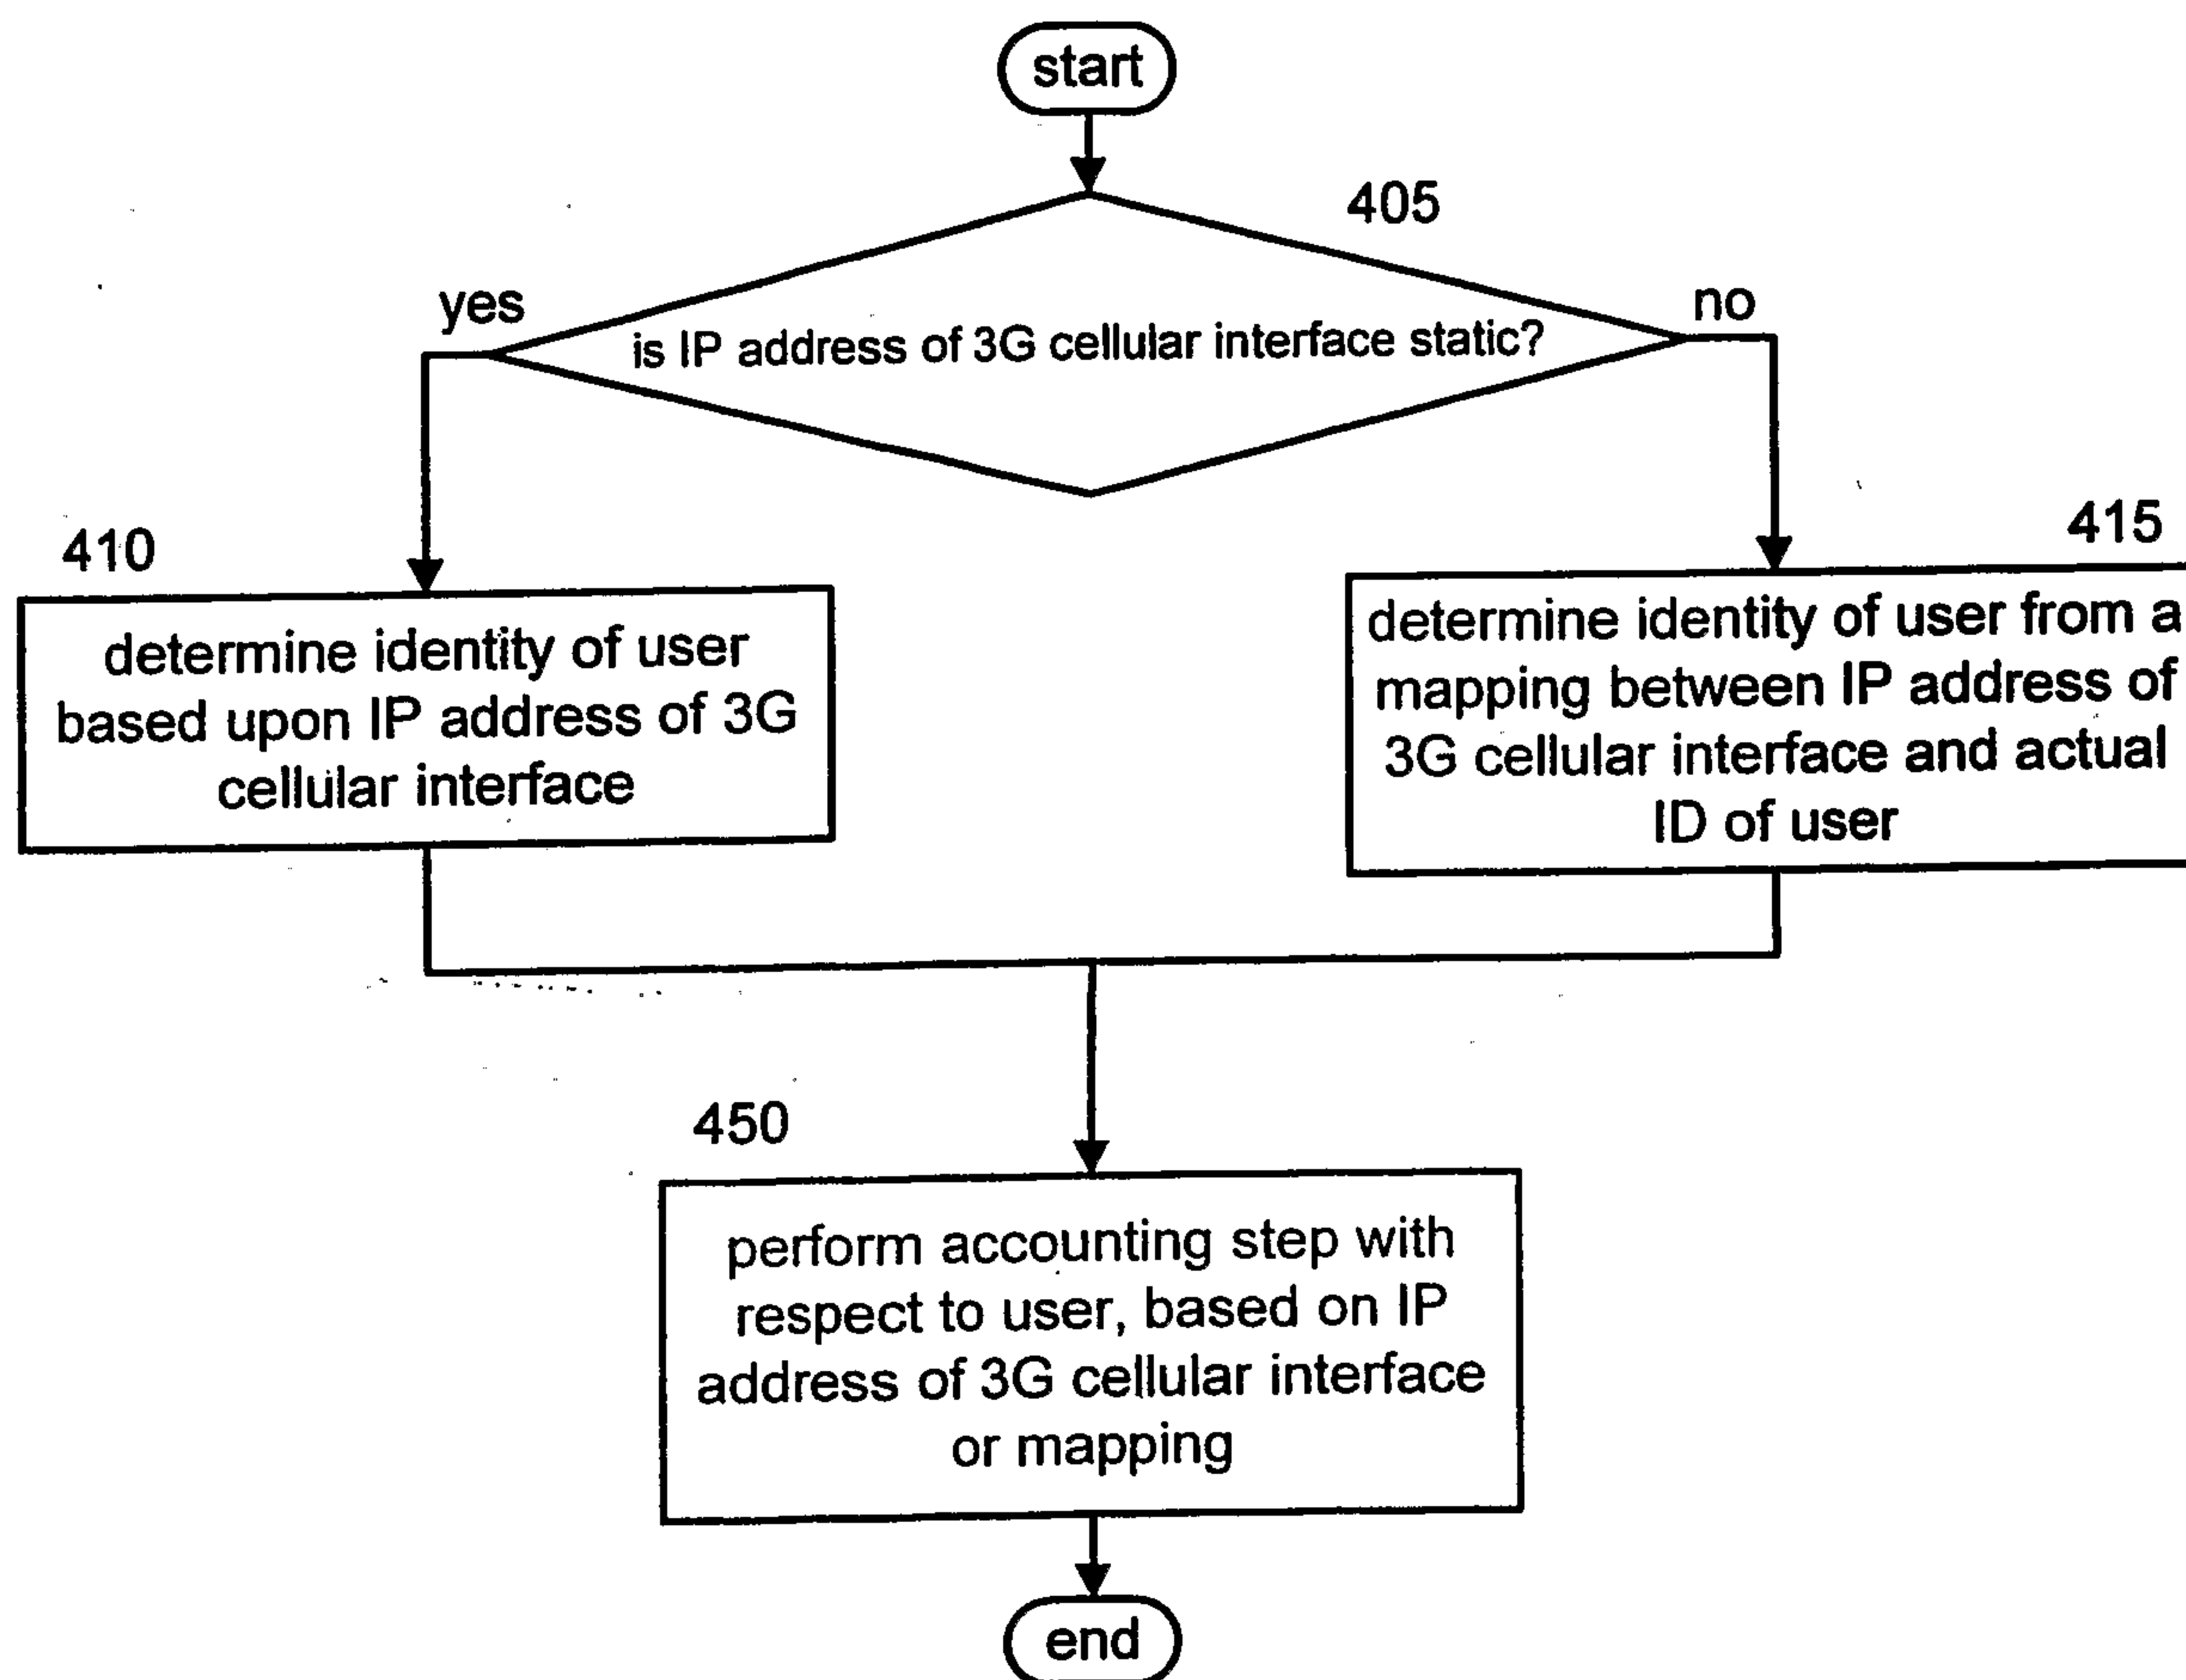 start
405
yes
no
is IP address of 3G cellular interface static?
410
415
determine identity of user
based upon IP address of 3G
cellular interface
determine identity of user from a
mapping between IP address of
3G cellular interface and actual
ID of user
450
perform accounting step with
respect to user, based on IP
address of 3G cellular interface
or mapping
end